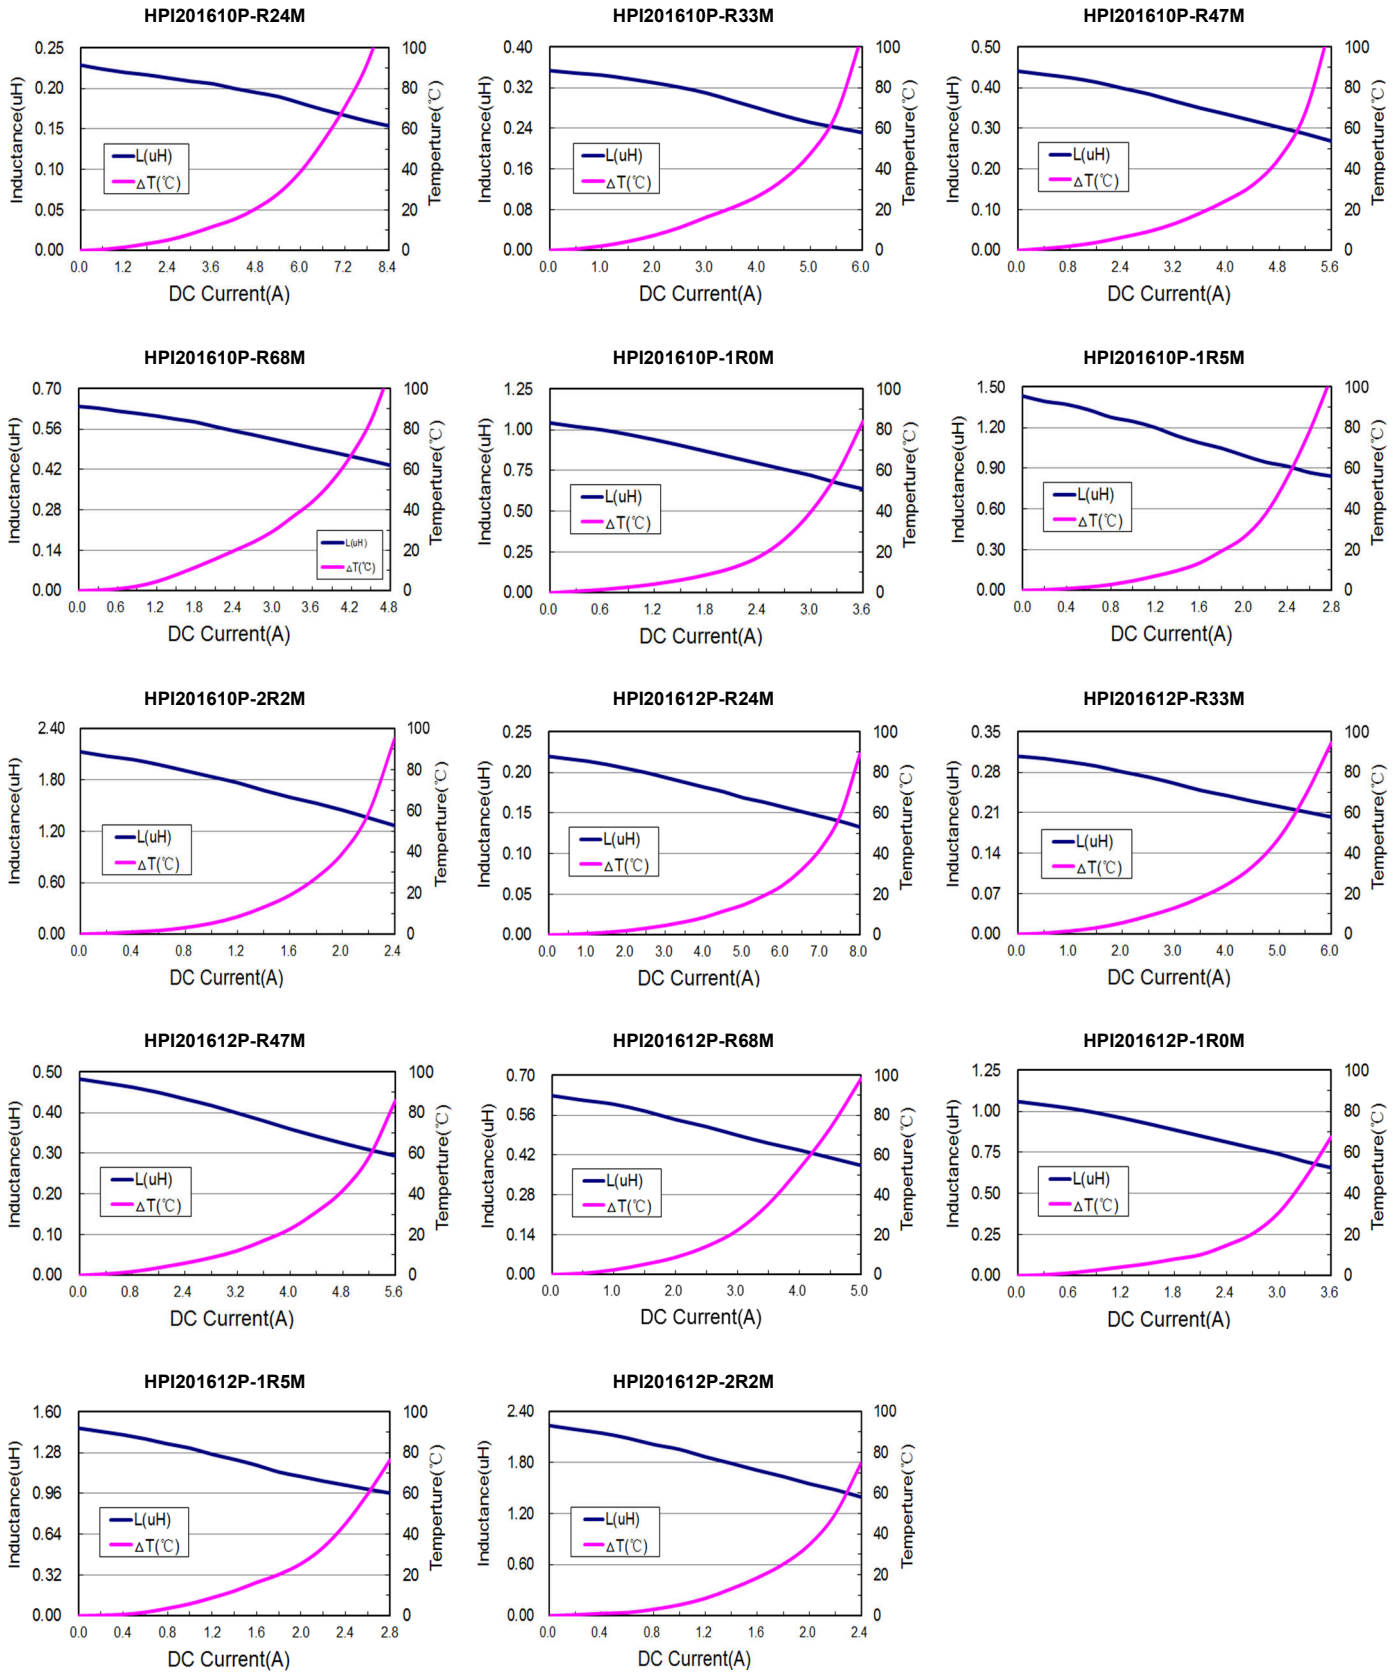 HPI201610P-R24M
Inductance(uH)
0.25
0.20
0.15
0.10
0.05
0.00
100
80
60
40
20
0
Temperture(℃)
L(uH)
ΔT(℃)
0.0 1.2 2.4 3.6 4.8 6.0 7.2 8.4
DC Current(A)
HPI201610P-R33M
Inductance(uH)
0.40
0.32
0.24
0.16
0.08
0.00
100
80
60
40
20
0
Temperture(℃)
L(uH)
ΔT(℃)
0.0 1.0 2.0 3.0 4.0 5.0 6.0
DC Current(A)
HPI201610P-R47M
Inductance(uH)
0.50
0.40
0.30
0.20
0.10
0.00
100
80
60
40
20
0
Temperture(℃)
L(uH)
ΔT(℃)
0.0 0.8 2.4 3.2 4.0 4.8 5.6
DC Current(A)
HPI201610P-R68M
Inductance(uH)
0.70
0.56
0.42
0.28
0.14
0.00
100
80
60
40
20
0
Temperture(℃)
L(uH)
ΔT(℃)
0.0 0.6 1.2 1.8 2.4 3.0 3.6 4.2 4.8
DC Current(A)
HPI201610P-1R0M
Inductance(uH)
1.25
1.00
0.75
0.50
0.25
0.00
100
80
60
40
20
0
Temperture(℃)
L(uH)
ΔT(℃)
0.0 0.6 1.2 1.8 2.4 3.0 3.6
DC Current(A)
HPI201610P-1R5M
Inductance(uH)
1.50
1.20
0.90
0.60
0.30
0.00
100
80
60
40
20
0
Temperture(℃)
L(uH)
ΔT(℃)
0.0 0.4 0.8 1.2 1.6 2.0 2.4 2.8
DC Current(A)
HPI201610P-2R2M
Inductance(uH)
2.40
1.80
1.20
0.60
0.00
100
80
60
40
20
0
Temperture(℃)
L(uH)
ΔT(℃)
0.0 0.4 0.8 1.2 1.6 2.0 2.4
DC Current(A)
HPI201612P-R24M
Inductance(uH)
0.25
0.20
0.15
0.10
0.05
0.00
100
80
60
40
20
0
Temperture(℃)
L(uH)
ΔT(℃)
0.0 1.0 2.0 3.0 4.0 5.0 6.0 7.0 8.0
DC Current(A)
HPI201612P-R33M
Inductance(uH)
0.35
0.28
0.21
0.14
0.07
0.00
100
80
60
40
20
0
Temperture(℃)
L(uH)
ΔT(℃)
0.0 1.0 2.0 3.0 4.0 5.0 6.0
DC Current(A)
HPI201612P-R47M
Inductance(uH)
0.50
0.40
0.30
0.20
0.10
0.00
100
80
60
40
20
0
Temperture(℃)
L(uH)
ΔT(℃)
0.0 0.8 2.4 3.2 4.0 4.8 5.6
DC Current(A)
HPI201612P-R68M
Inductance(uH)
0.70
0.56
0.42
0.28
0.14
0.00
100
80
60
40
20
0
Temperture(℃)
L(uH)
ΔT(℃)
0.0 1.0 2.0 3.0 4.0 5.0
DC Current(A)
HPI201612P-1R0M
Inductance(uH)
1.25
1.00
0.75
0.50
0.25
0.00
100
80
60
40
20
0
Temperture(℃)
L(uH)
ΔT(℃)
0.0 0.6 1.2 1.8 2.4 3.0 3.6
DC Current(A)
HPI201612P-1R5M
Inductance(uH)
1.60
1.28
0.96
0.64
0.32
0.00
100
80
60
40
20
0
Temperture(℃)
L(uH)
ΔT(℃)
0.0 0.4 0.8 1.2 1.6 2.0 2.4 2.8
DC Current(A)
HPI201612P-2R2M
Inductance(uH)
2.40
1.80
1.20
0.60
0.00
100
80
60
40
20
0
Temperture(℃)
L(uH)
ΔT(℃)
0.0 0.4 0.8 1.2 1.6 2.0 2.4
DC Current(A)